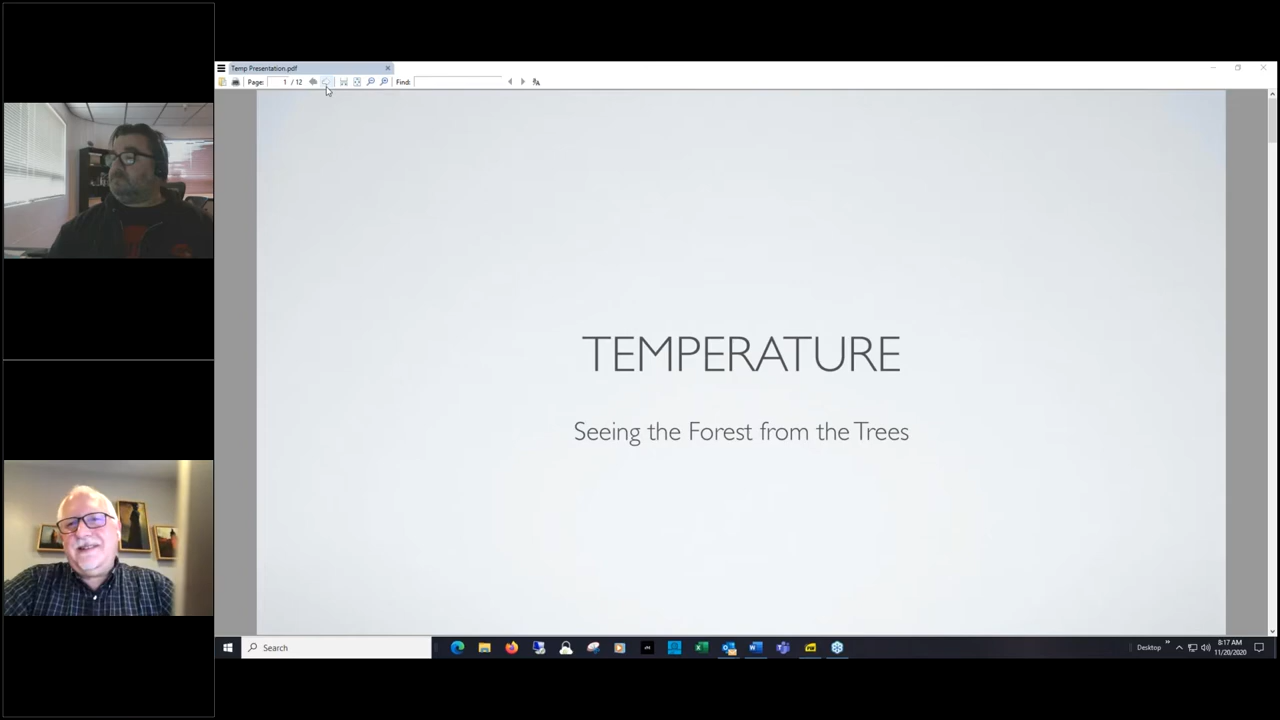 Temp Presentation.pdf
Page: 1 / 12 Find:
TEMPERATURE
Seeing the Forest from the Trees
Search
Desktop
8:17 AM
11/20/2020